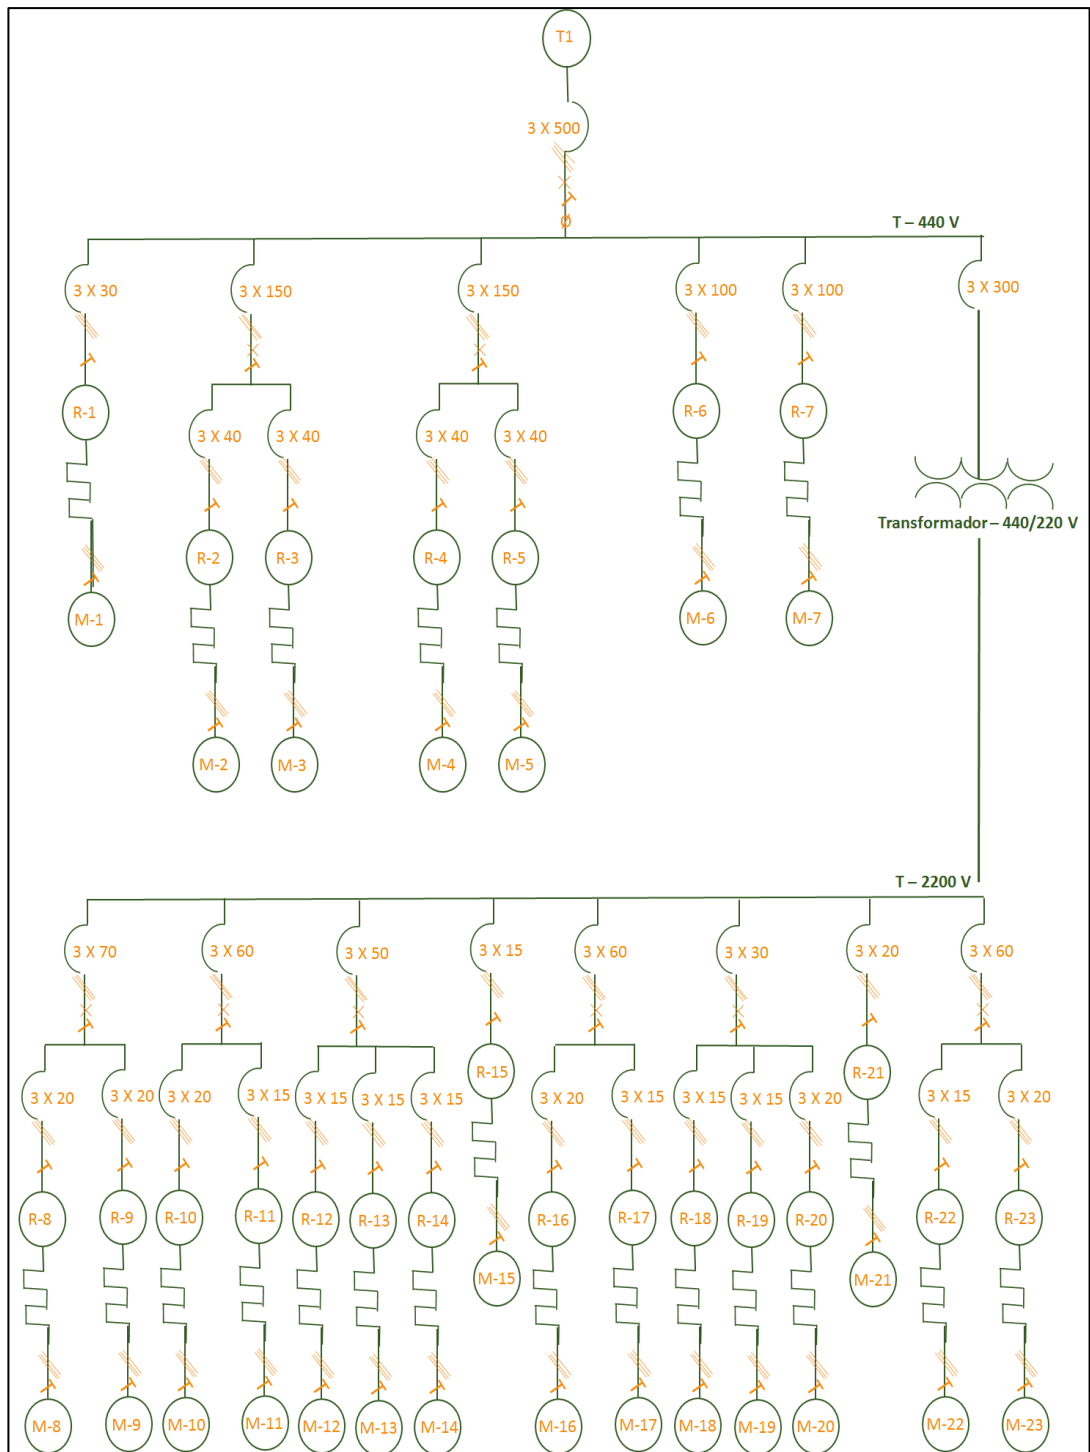 T1
3 X 500
T – 440 V
3 X 30
3 X 150
3 X 150
3 X 100
3 X 100
3 X 300
R-1
R-6
R-7
3 X 40
3 X 40
3 X 40
3 X 40
Transformador – 440/220 V
R-2
R-3
R-4
R-5
M-1
M-6
M-7
M-2
M-3
M-4
M-5
T – 2200 V
3 X 70
3 X 60
3 X 50
3 X 15
3 X 60
3 X 30
3 X 20
3 X 60
R-15
R-21
3 X 20
3 X 20
3 X 20
3 X 15
3 X 15
3 X 15
3 X 15
3 X 20
3 X 15
3 X 15
3 X 15
3 X 20
3 X 15
3 X 20
R-8
R-9
R-10
R-11
R-12
R-13
R-14
R-16
R-17
R-18
R-19
R-20
R-22
R-23
M-15
M-21
M-8
M-9
M-10
M-11
M-12
M-13
M-14
M-16
M-17
M-18
M-19
M-20
M-22
M-23